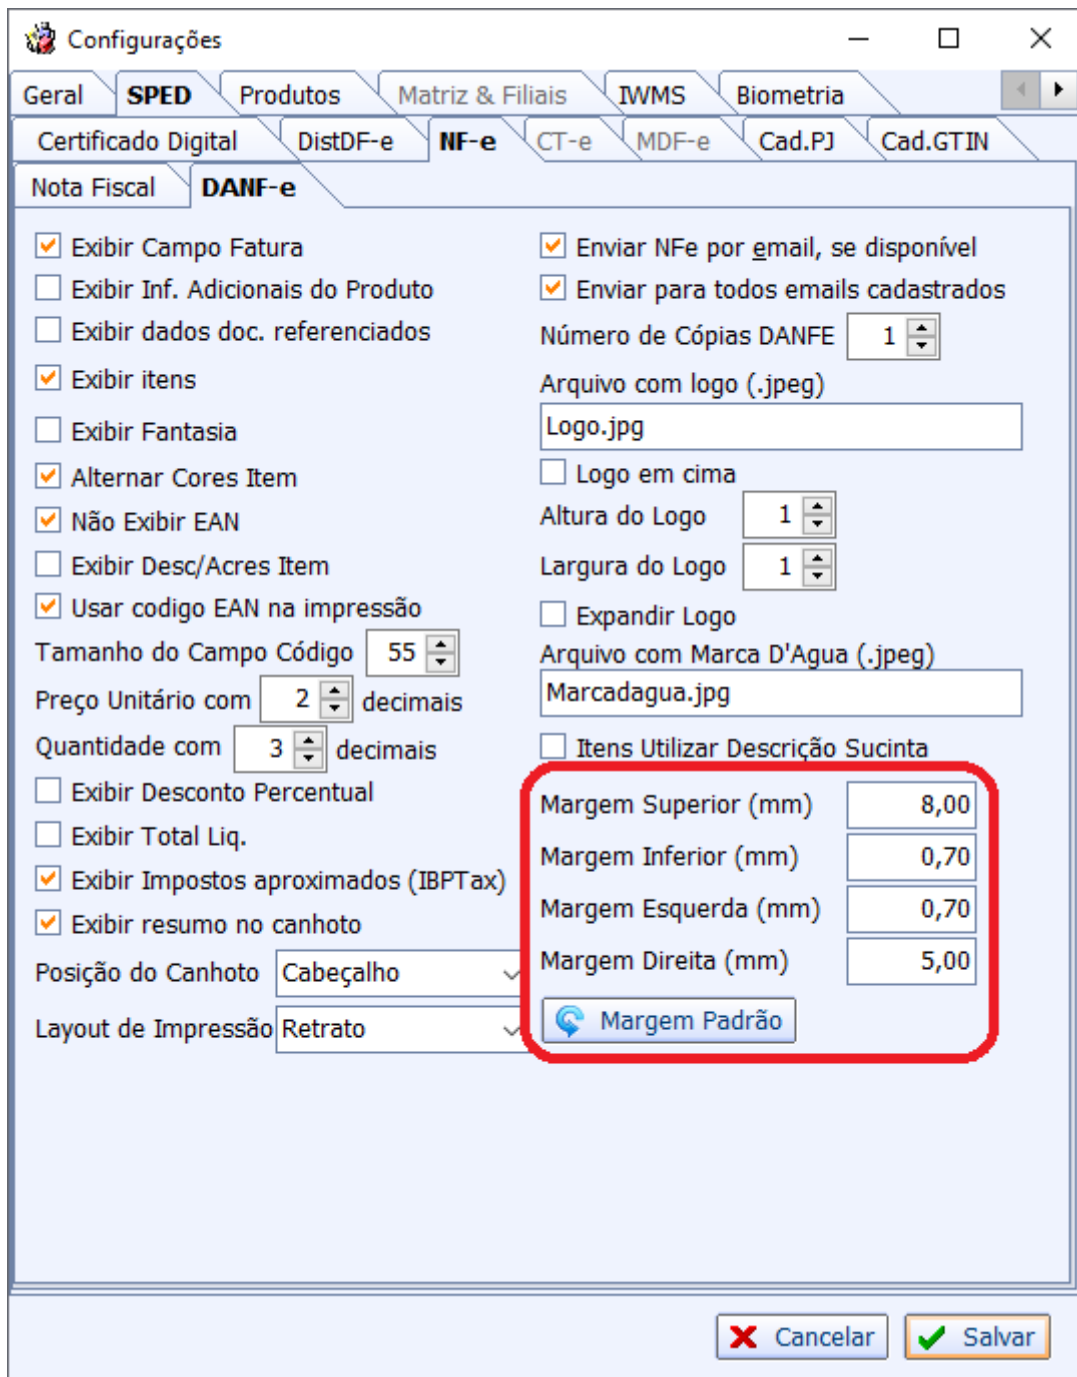 Configurações
Geral SPED Produtos Matriz & Filiais IWMS Biometria
Certificado Digital DistDF-e NF-e CT-e MDF-e Cad.PJ Cad.GTIN
Nota Fiscal DANF-e
Exibir Campo Fatura
Exibir Inf. Adicionais do Produto
Exibir dados doc. referenciados
Exibir itens
Exibir Fantasia
Alternar Cores Item
Não Exibir EAN
Exibir Desc/Acres Item
Usar codigo EAN na impressão
Tamanho do Campo Código 55
Preço Unitário com 2 decimais
Quantidade com 3 decimais
Exibir Desconto Percentual
Exibir Total Liq.
Exibir Impostos aproximados (IBPTax)
Exibir resumo no canhoto
Posição do Canhoto Cabeçalho
Layout de Impressão Retrato
Enviar NFe por email, se disponível
Enviar para todos emails cadastrados
Número de Cópias DANFE 1
Arquivo com logo (.jpeg)
Logo.jpg
Logo em cima
Altura do Logo 1
Largura do Logo 1
Expandir Logo
Arquivo com Marca D'Agua (.jpeg)
Marcadagua.jpg
Itens Utilizar Descrição Sucinta
Margem Superior (mm) 8,00
Margem Inferior (mm) 0,70
Margem Esquerda (mm) 0,70
Margem Direita (mm) 5,00
Margem Padrão
Cancelar Salvar